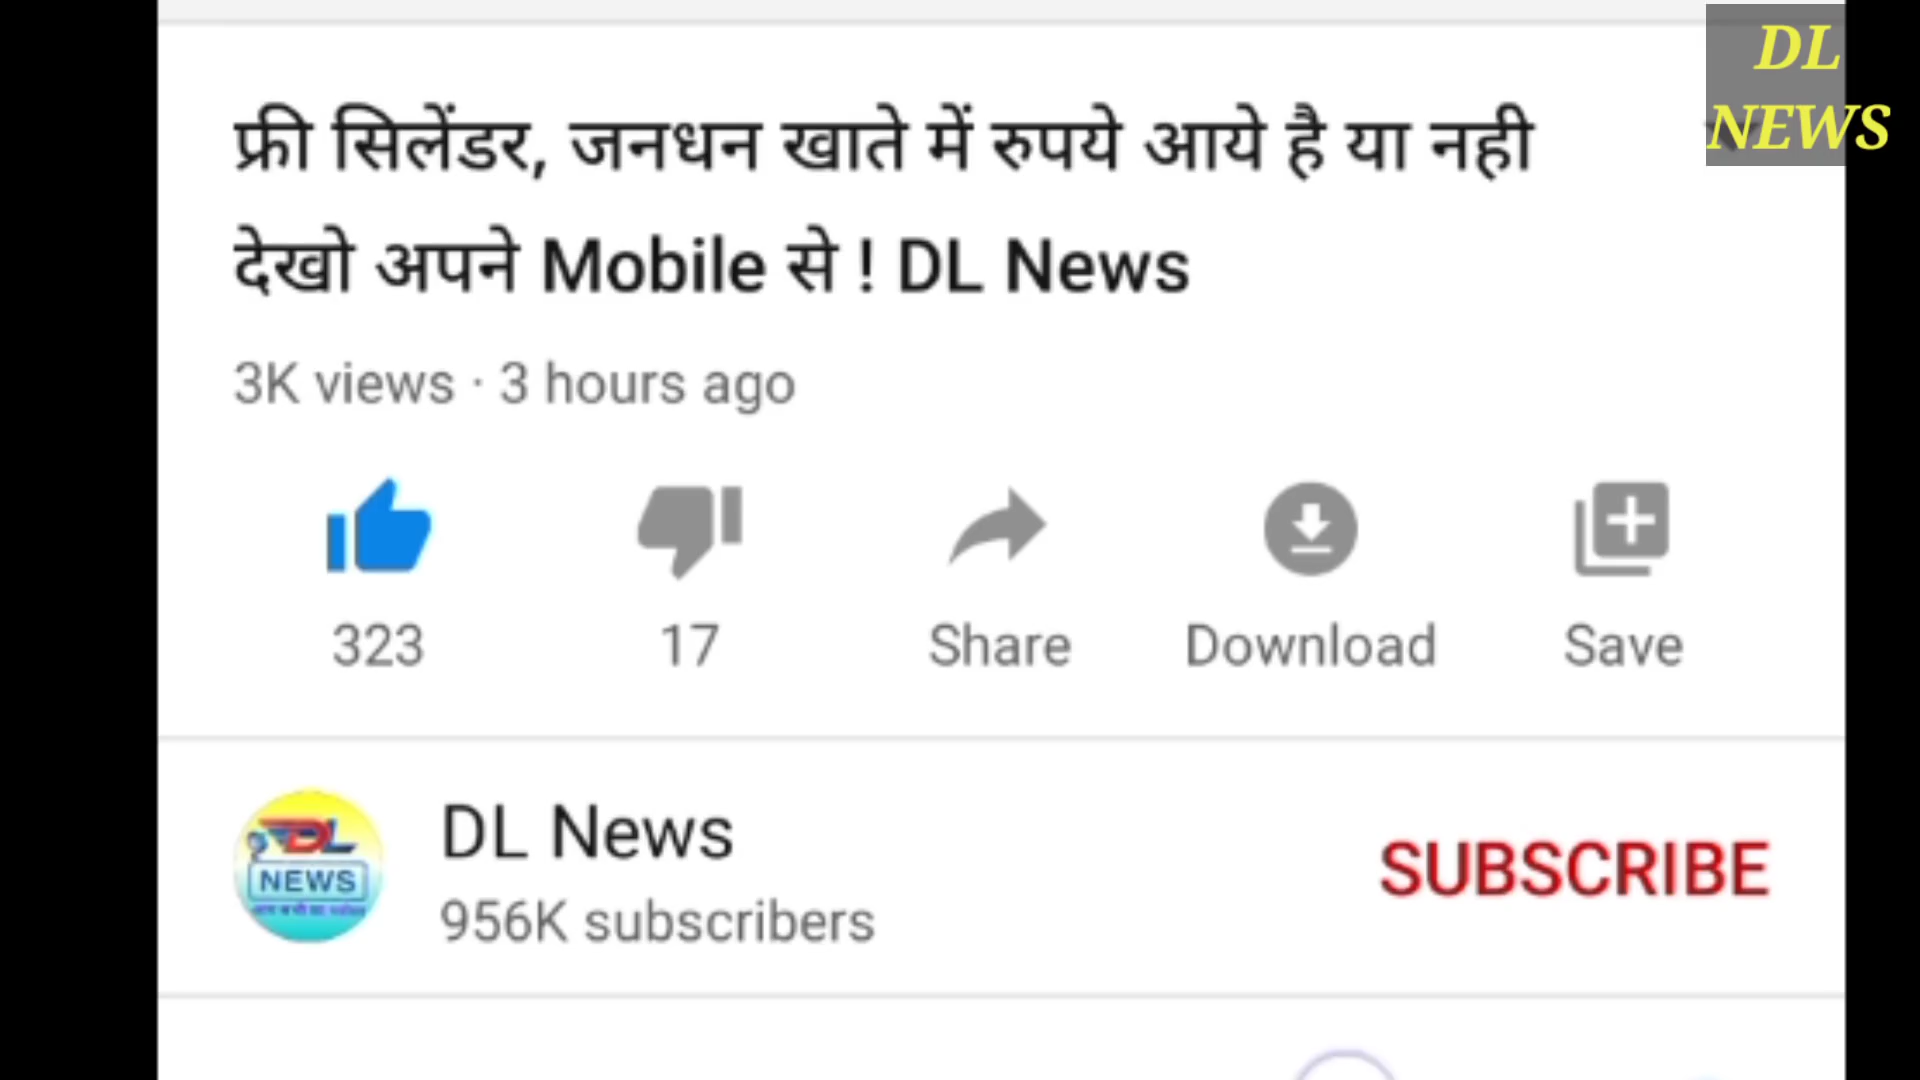 DL
NEWS
फ्री सिलेंडर, जनधन खाते में रुपये आये है या नही
देखो अपने Mobile से ! DL News
3K views · 3 hours ago
323 17 Share Download Save
DL
NEWS
DL News
956K subscribers
SUBSCRIBE